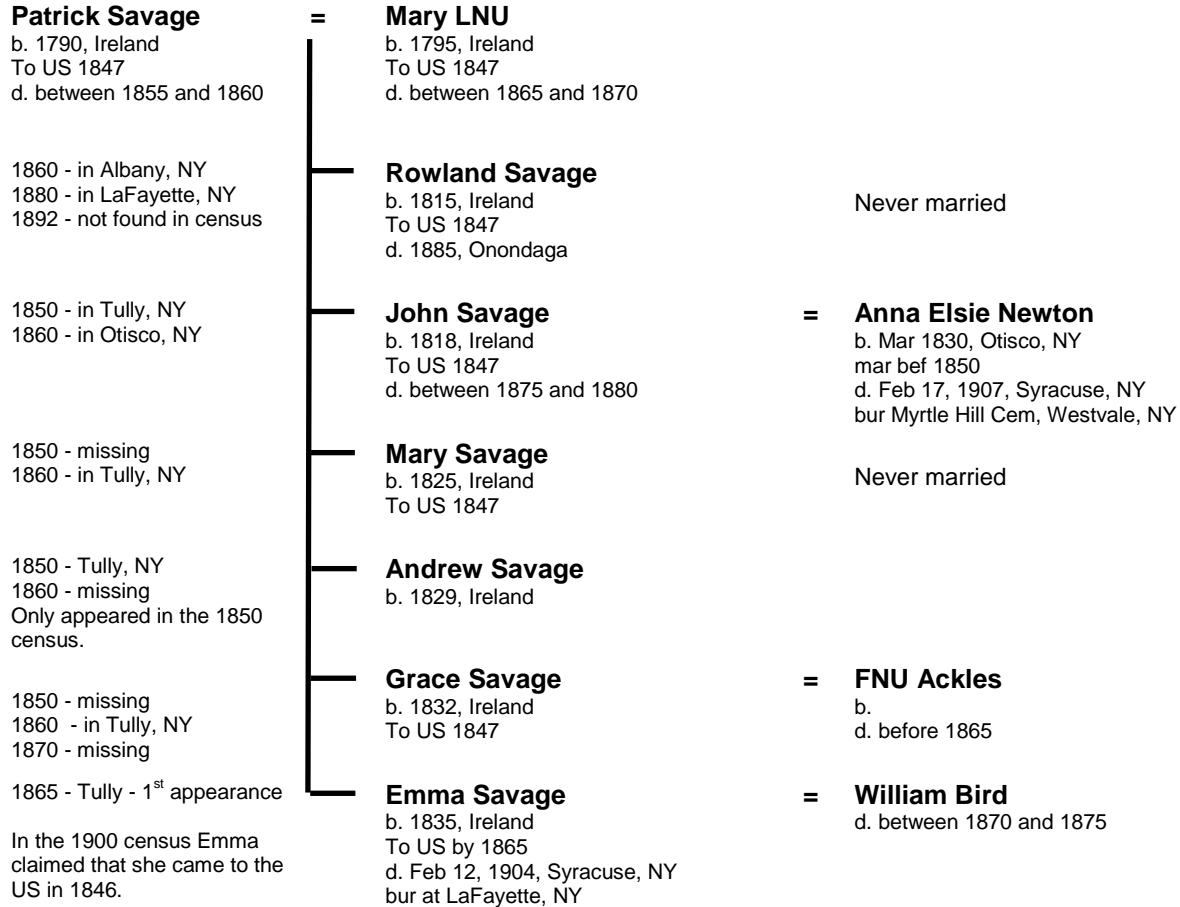 Patrick Savage = Mary LNU
b. 1790, Ireland b. 1795, Ireland
To US 1847 To US 1847
d. between 1855 and 1860 d. between 1865 and 1870
1860 - in Albany, NY
1880 - in LaFayette, NY
1892 - not found in census
Rowland Savage
b. 1815, Ireland
To US 1847
d. 1885, Onondaga
Never married
1850 - in Tully, NY
1860 - in Otisco, NY
John Savage = Anna Elsie Newton
b. 1818, Ireland
To US 1847
d. between 1875 and 1880
b. Mar 1830, Otisco, NY
mar bef 1850
d. Feb 17, 1907, Syracuse, NY
bur Myrtle Hill Cem, Westvale, NY
1850 - missing
1860 - in Tully, NY
Mary Savage
b. 1825, Ireland
To US 1847
Never married
1850 - Tully, NY
1860 - missing
Only appeared in the 1850
census.
Andrew Savage
b. 1829, Ireland
1850 - missing
1860 - in Tully, NY
1870 - missing
Grace Savage = FNU Ackles
b. 1832, Ireland
To US 1847
b.
d. before 1865
1865 - Tully - 1st appearance
In the 1900 census Emma
claimed that she came to the
US in 1846.
Emma Savage = William Bird
b. 1835, Ireland
To US by 1865
d. Feb 12, 1904, Syracuse, NY
bur at LaFayette, NY
d. between 1870 and 1875